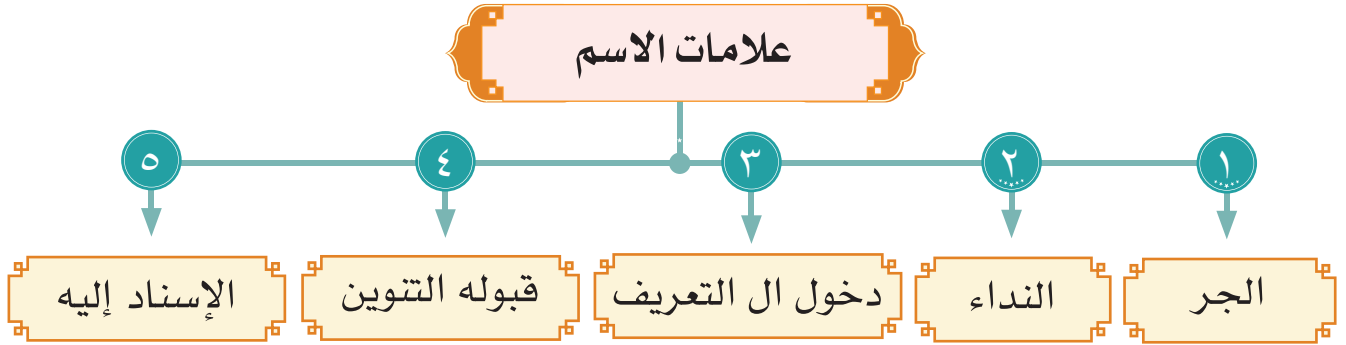 علامات الاسم
١
٢
٣
٤
٥
الجر
النداء
دخول ال التعريف
قبوله التنوين
الإسناد إليه